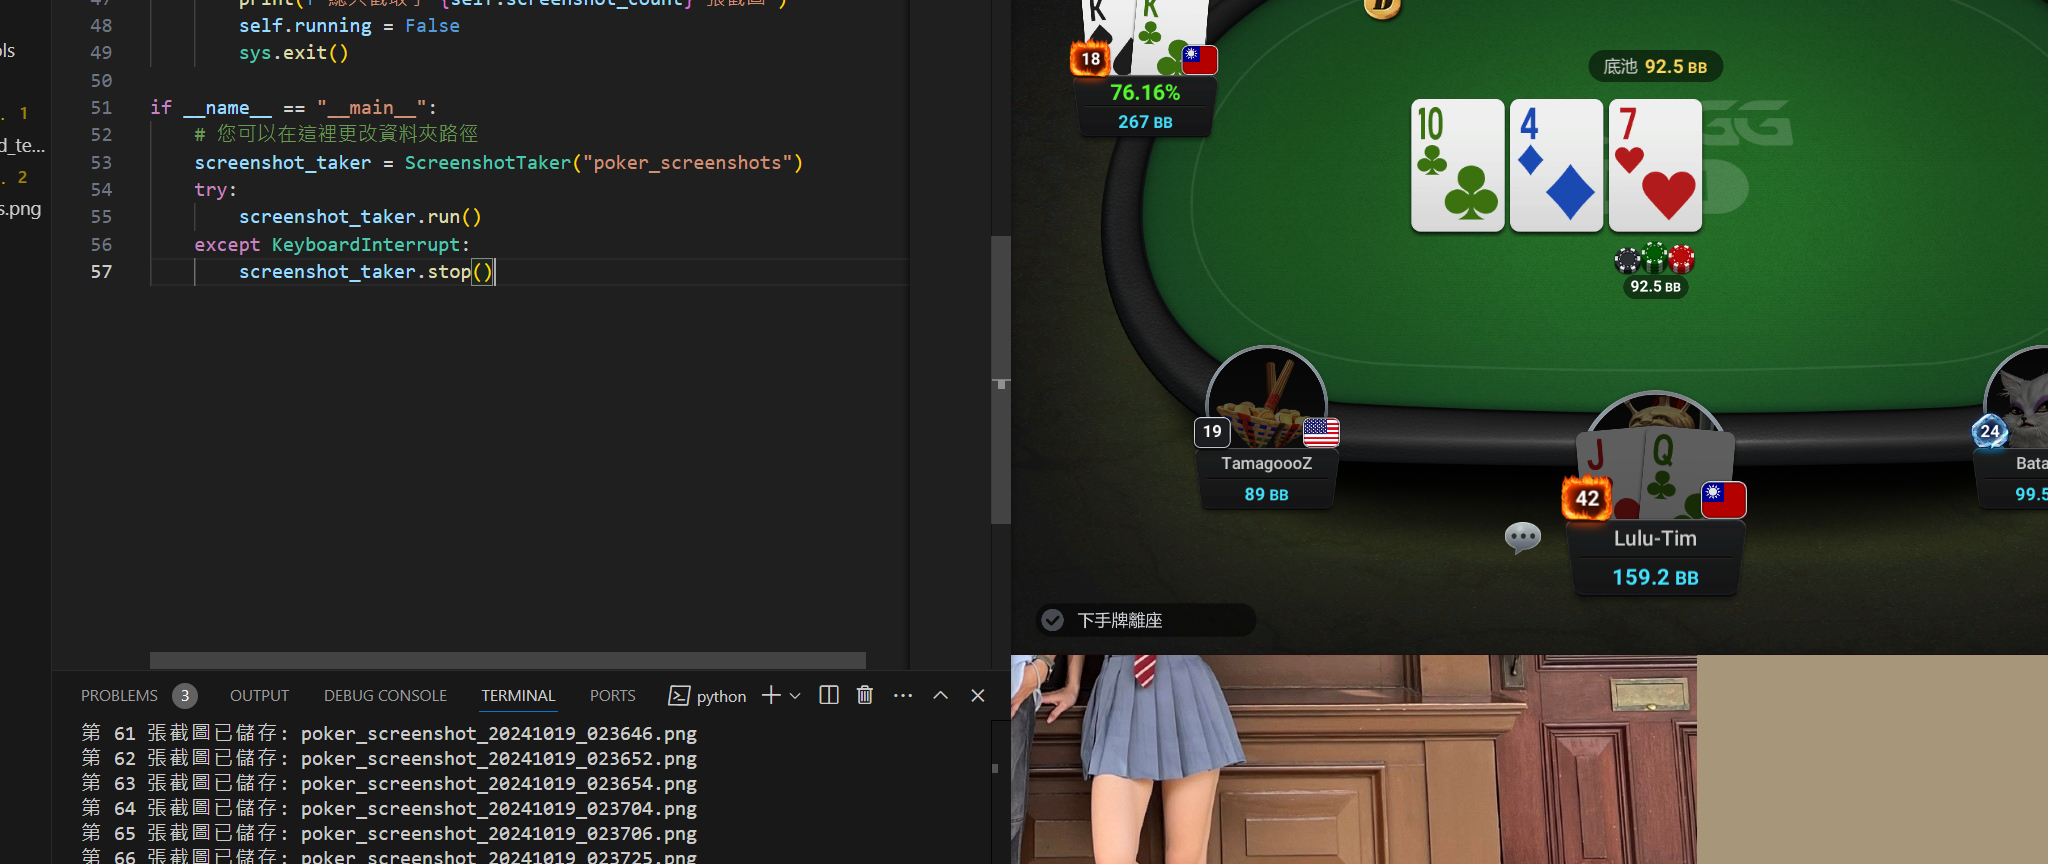 47 print(f"總共截取了 {self.screenshot_count} 張截圖")
48 self.running = False
49 sys.exit()
50
51 if __name__ == "__main__":
52 # 您可以在這裡更改資料夾路徑
53 screenshot_taker = ScreenshotTaker("poker_screenshots")
54 try:
55 screenshot_taker.run()
56 except KeyboardInterrupt:
57 screenshot_taker.stop()
ols
. 1
d_te...
. 2
s.png
PROBLEMS 3 OUTPUT DEBUG CONSOLE TERMINAL PORTS python
第 61 張截圖已儲存: poker_screenshot_20241019_023646.png
第 62 張截圖已儲存: poker_screenshot_20241019_023652.png
第 63 張截圖已儲存: poker_screenshot_20241019_023654.png
第 64 張截圖已儲存: poker_screenshot_20241019_023704.png
第 65 張截圖已儲存: poker_screenshot_20241019_023706.png
第 66 張截圖已儲存: poker_screenshot_20241019_023725.png
K K
D
18
76.16%
267 BB
底池 92.5 BB
10 4 7
GG
92.5 BB
19
TamagoooZ
89 BB
J Q
42
Lulu-Tim
159.2 BB
24
Bata
99.5
下手牌離座